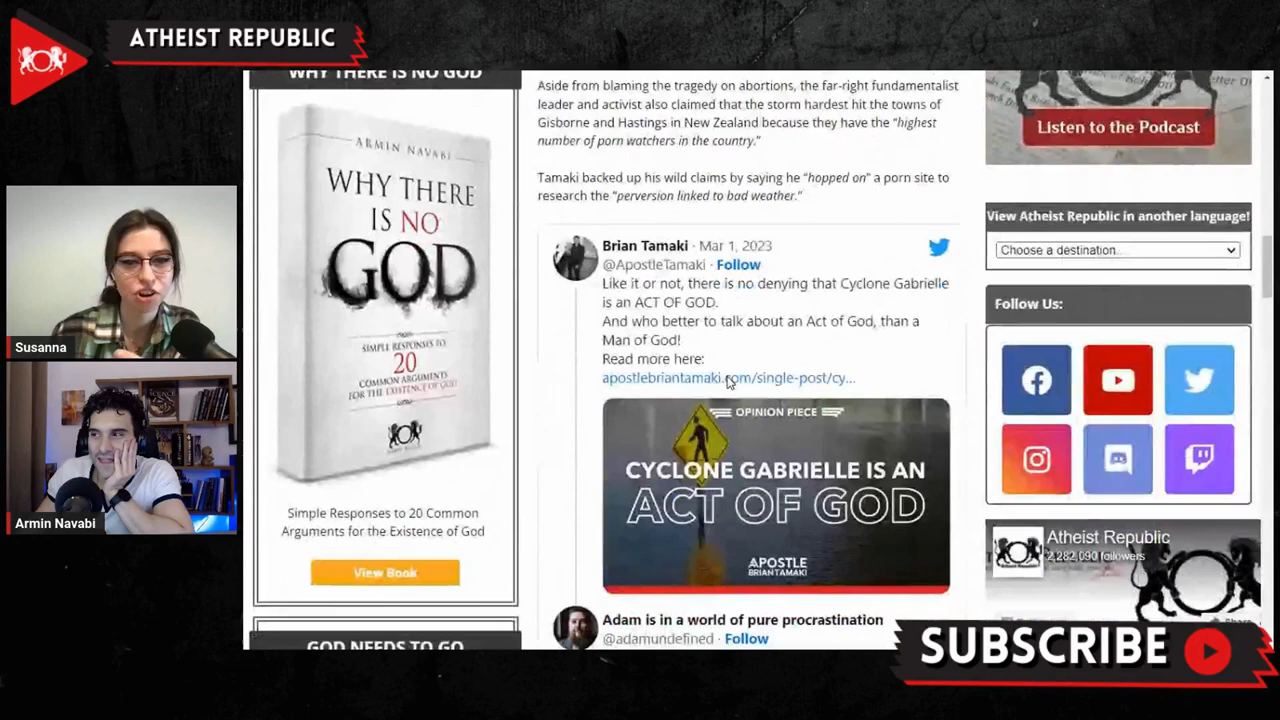 ATHEIST REPUBLIC
Susanna
Armin Navabi
WHY THERE IS NO GOD
ARMIN NAVABI
WHY THERE
IS NO
GOD
SIMPLE RESPONSES TO
20
COMMON ARGUMENTS
FOR THE EXISTENCE OF GOD
Simple Responses to 20 Common
Arguments for the Existence of God
View Book
GOD NEEDS TO GO
Aside from blaming the tragedy on abortions, the far-right fundamentalist
leader and activist also claimed that the storm hardest hit the towns of
Gisborne and Hastings in New Zealand because they have the "highest
number of porn watchers in the country."
Tamaki backed up his wild claims by saying he "hopped on" a porn site to
research the "perversion linked to bad weather."
Brian Tamaki · Mar 1, 2023
@ApostleTamaki · Follow
Like it or not, there is no denying that Cyclone Gabrielle
is an ACT OF GOD.
And who better to talk about an Act of God, than a
Man of God!
Read more here:
apostlebriantamaki.com/single-post/cy...
OPINION PIECE
CYCLONE GABRIELLE IS AN
ACT OF GOD
APOSTLE
BRIANTAMAKI
Adam is in a world of pure procrastination
@adamundefined · Follow
Listen to the Podcast
View Atheist Republic in another language!
Choose a destination...
Follow Us:
Atheist Republic
2,282,090 followers
Share
SUBSCRIBE